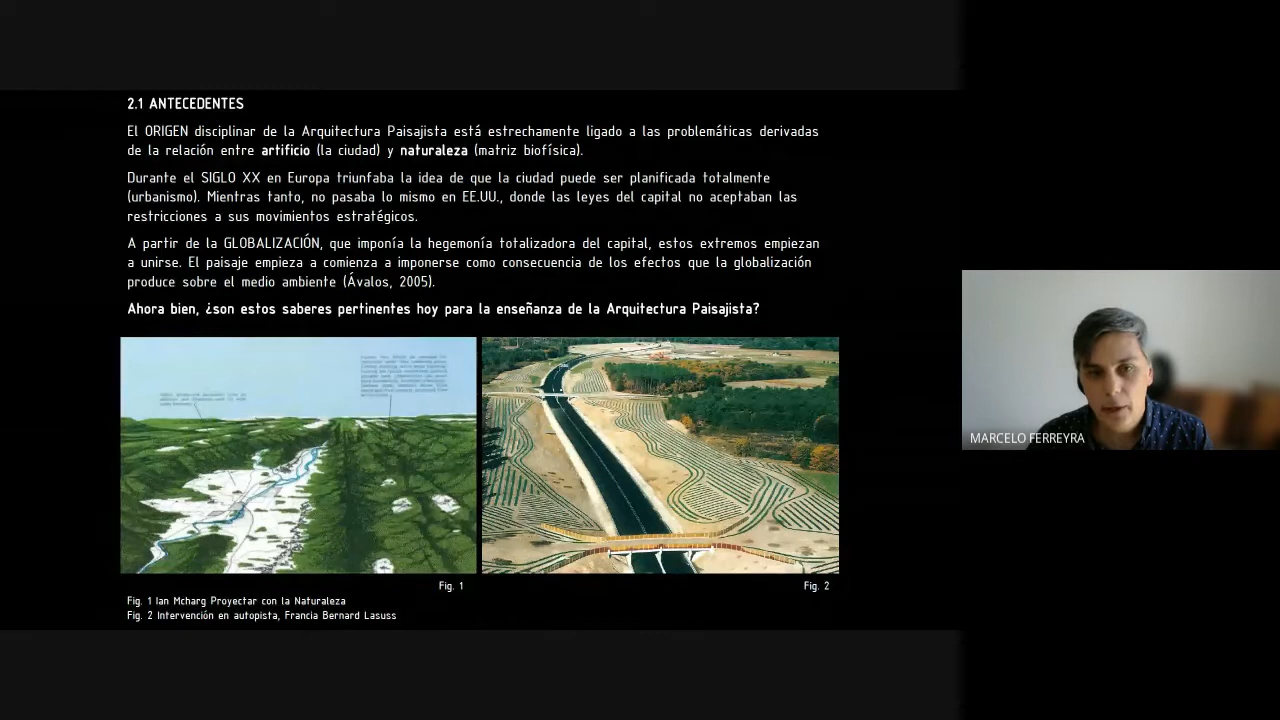 2.1 ANTECEDENTES
El ORIGEN disciplinar de la Arquitectura Paisajista está estrechamente ligado a las problemáticas derivadas
de la relación entre artificio (la ciudad) y naturaleza (matriz biofísica).
Durante el SIGLO XX en Europa triunfaba la idea de que la ciudad puede ser planificada totalmente
(urbanismo). Mientras tanto, no pasaba lo mismo en EE.UU., donde las leyes del capital no aceptaban las
restricciones a sus movimientos estratégicos.
A partir de la GLOBALIZACIÓN, que imponía la hegemonía totalizadora del capital, estos extremos empiezan
a unirse. El paisaje empieza a comienza a imponerse como consecuencia de los efectos que la globalización
produce sobre el medio ambiente (Ávalos, 2005).
Ahora bien, ¿son estos saberes pertinentes hoy para la enseñanza de la Arquitectura Paisajista?
Fig. 1
Fig. 2
Fig. 1 Ian Mcharg Proyectar con la Naturaleza
Fig. 2 Intervención en autopista, Francia Bernard Lasuss
MARCELO FERREYRA